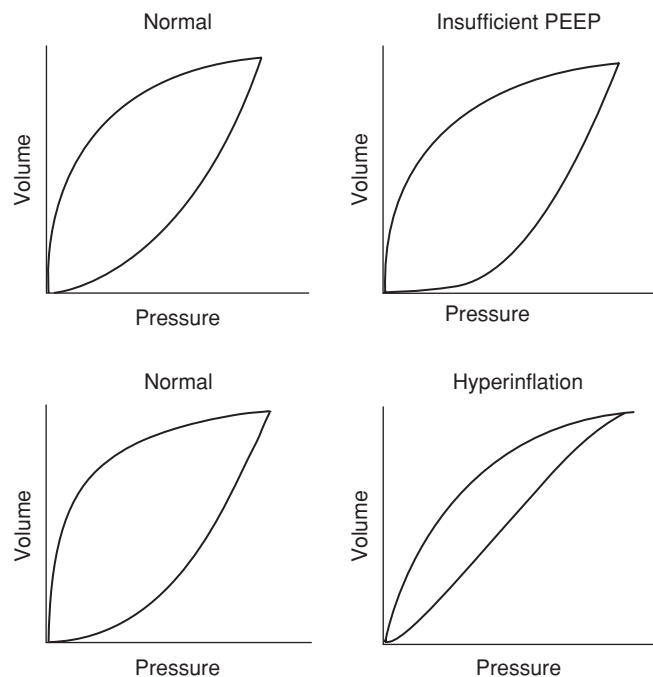 Normal
Insufficient PEEP
Volume
Volume
Pressure
Pressure
Normal
Hyperinflation
Volume
Volume
Pressure
Pressure